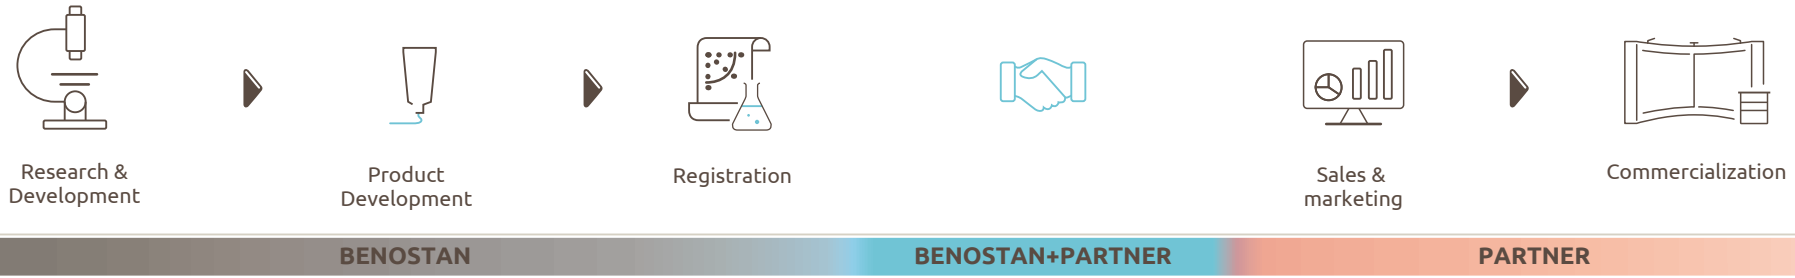 Research &
Development
Product
Development
Registration
Sales &
marketing
Commercialization
BENOSTAN
BENOSTAN+PARTNER
PARTNER